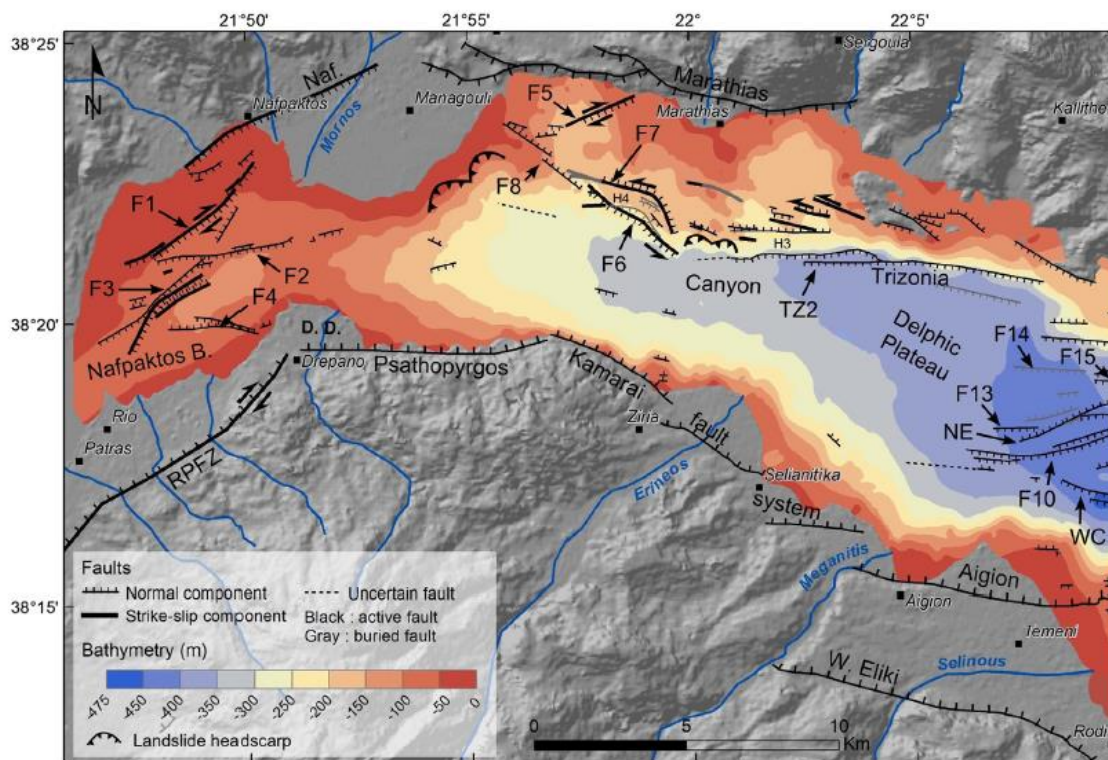 21°50'
21°55'
22°
22°5'
38°25'
38°20'
38°15'
N
Naf.
Nafpaktos
Mornos
Managouli
Marathias
Marathias
Sergoula
Kallithe
F5
F7
F8
F1
H4
H3
F6
F2
F3
F4
Canyon
TZ2
Trizonia
Delphic
Plateau
F14
F15
F13
NE
F10
WC
Nafpaktos B.
D. D.
Drepano
Psathopyrgos
Kamarai
fault
system
Rio
Patras
RPFZ
Ziria
Erineos
Selianitika
Meganitis
Aigion
Aigion
Temeni
W. Eliki
Selinous
Rodi
Faults
Normal component
Uncertain fault
Strike-slip component
Black : active fault
Gray : buried fault
Bathymetry (m)
-475 -450 -400 -350 -300 -250 -200 -150 -100 -50 0
Landslide headscarp
0 5 10
Km